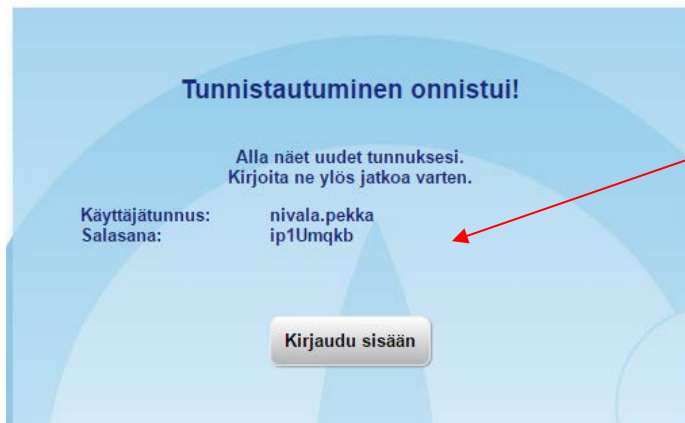 Tunnistautuminen onnistui!
Alla näet uudet tunnuksesi.
Kirjoita ne ylös jatkoa varten.
Käyttäjätunnus: nivala.pekka
Salasana: ip1Umqkb
Kirjaudu sisään